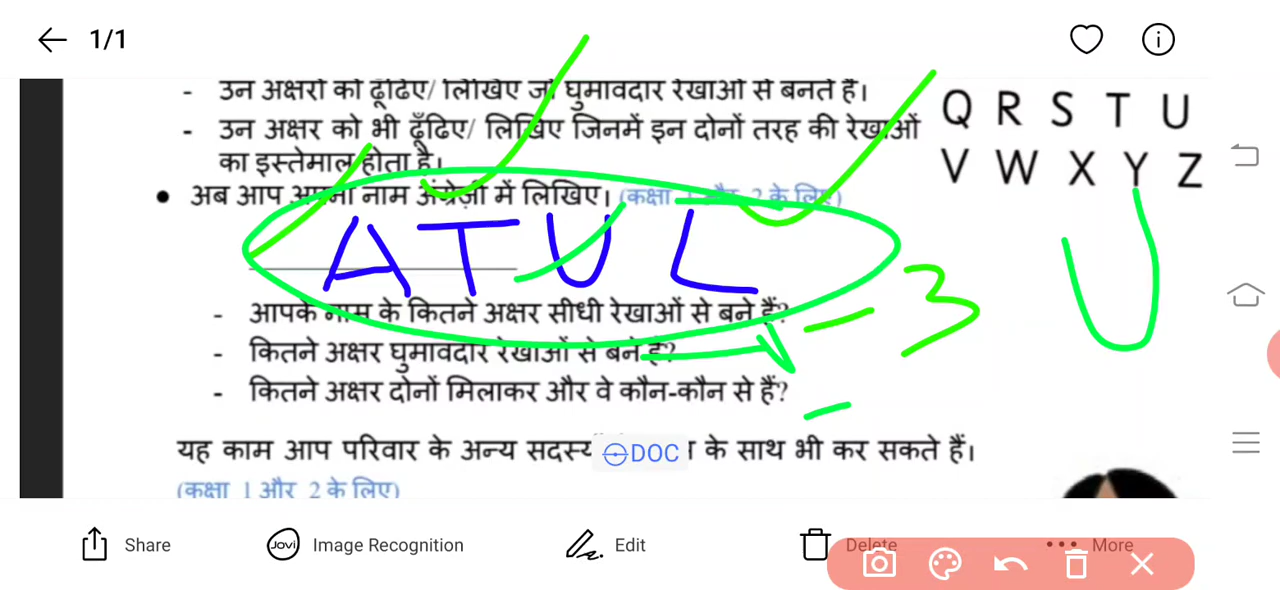 1/1
- उन अक्षरों को ढूँढिए/ लिखिए जो घुमावदार रेखाओं से बनते हैं।
- उन अक्षर को भी ढूँढिए/ लिखिए जिनमें इन दोनों तरह की रेखाओं
का इस्तेमाल होता है।
Q R S T U
V W X Y Z
• अब आप अपना नाम अंग्रेज़ी में लिखिए। (कक्षा 1 और 2 के लिए)
ATUL
U
- आपके नाम के कितने अक्षर सीधी रेखाओं से बने हैं? = 3
- कितने अक्षर घुमावदार रेखाओं से बने हैं?
- कितने अक्षर दोनों मिलाकर और वे कौन-कौन से हैं?
यह काम आप परिवार के अन्य के साथ भी कर सकते हैं।
DOC
(कक्षा 1 और 2 के लिए)
Share
Jovi Image Recognition
Edit
Delete
More